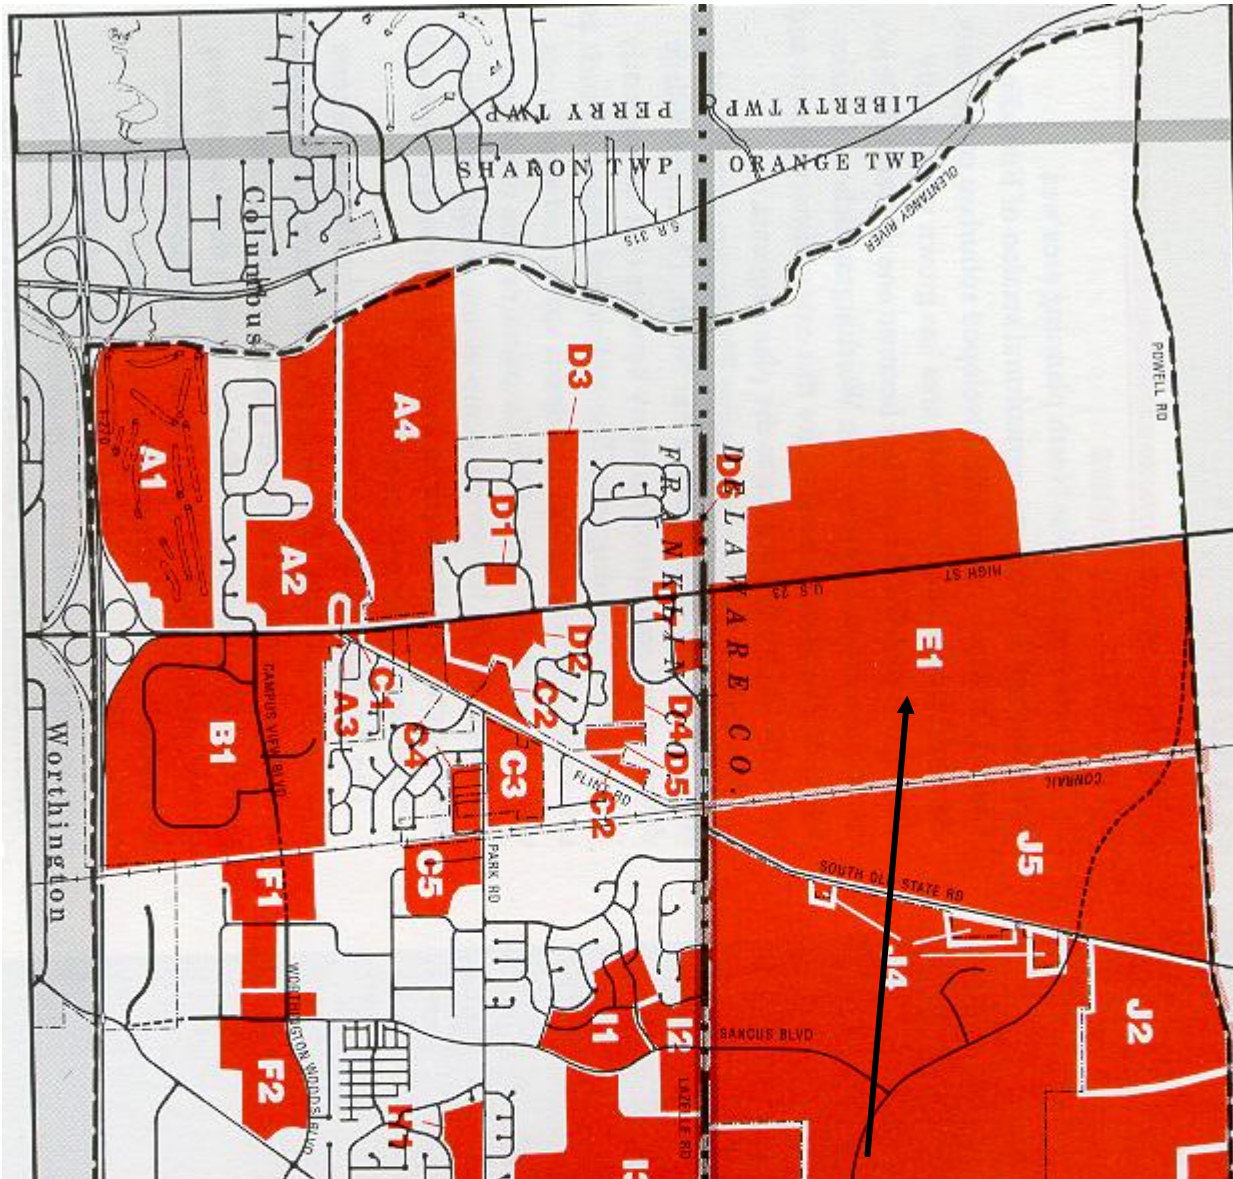 PERRY TWP
LIBERTY TWP
SHARON TWP
ORANGE TWP
OLENTANGY RIVER
S.R. 315
Columbus
POWELL RD
D3
A4
I-270
A1
D1
D6
A2
FRANKLIN CO.
DELAWARE CO.
HIGH ST
U.S. 23
E1
D2
C1
C2
A3
CAMPUS VIEW BLVD
B1
D4
C4
D5
C3
FLINT RD
C2
CONRAIL
Worthington
F1
C5
PARK RD
SOUTH OLD STATE RD
J5
J4
WORTHINGTON WOODS BLVD
I1
I2
SANCUS BLVD
J2
F2
H1
LAZELLE RD